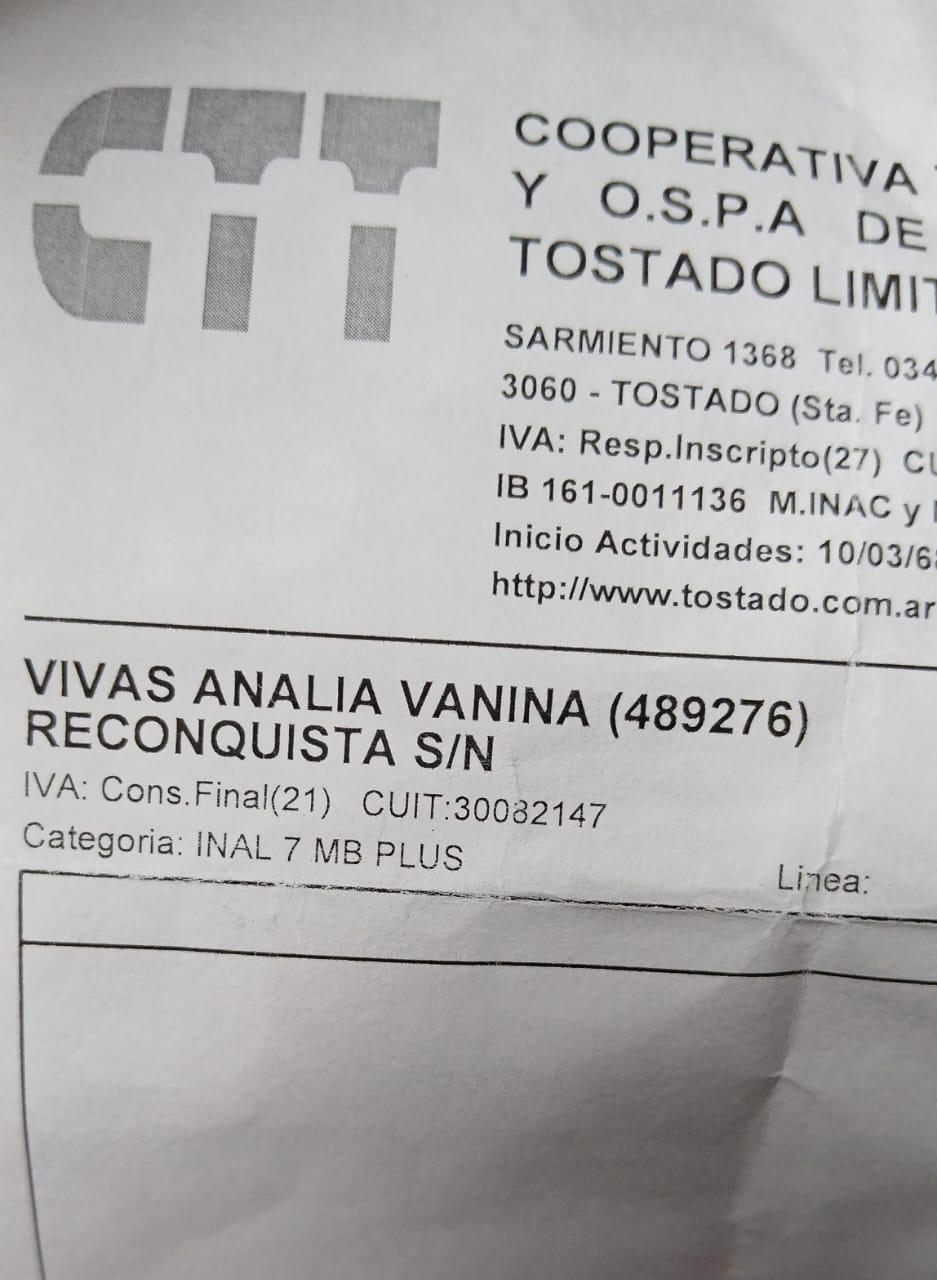 CTT
COOPERATIVA
Y O.S.P.A DE
TOSTADO LIMIT
SARMIENTO 1368 Tel. 034
3060 - TOSTADO (Sta. Fe)
IVA: Resp.Inscripto(27) CU
IB 161-0011136 M.INAC y
Inicio Actividades: 10/03/6
http://www.tostado.com.ar
VIVAS ANALIA VANINA (489276)
RECONQUISTA S/N
IVA: Cons.Final(21) CUIT:30082147
Categoria: INAL 7 MB PLUS
Linea: